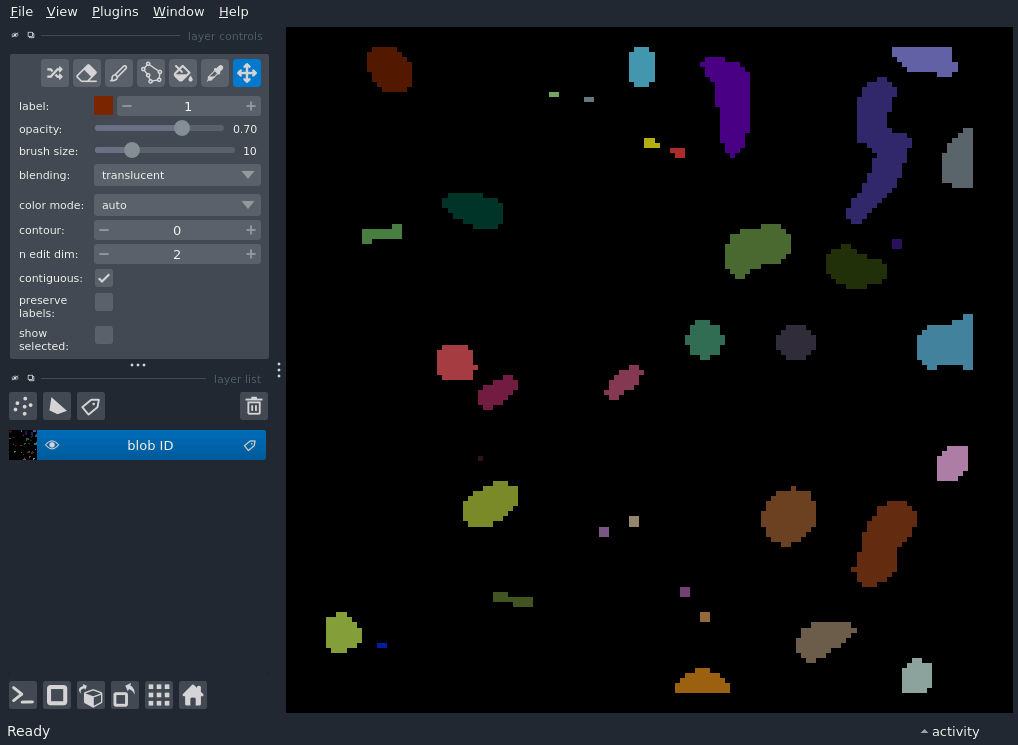 File View Plugins Window Help
layer controls
label: 1
opacity: 0.70
brush size: 10
blending: translucent
color mode: auto
contour: 0
n edit dim: 2
contiguous:
preserve
labels:
show
selected:
layer list
blob ID
Ready
activity